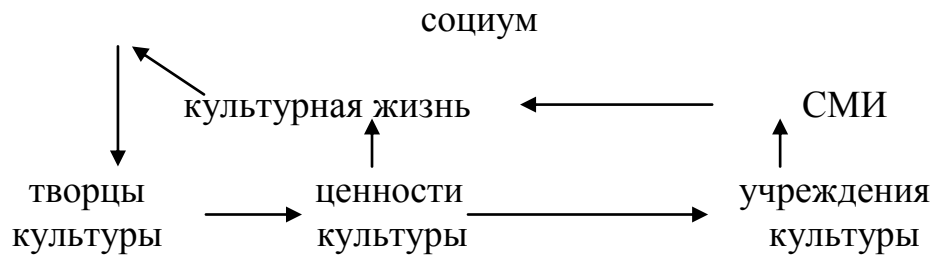 социум
культурная жизнь СМИ
творцы ценности учреждения
культуры культуры культуры